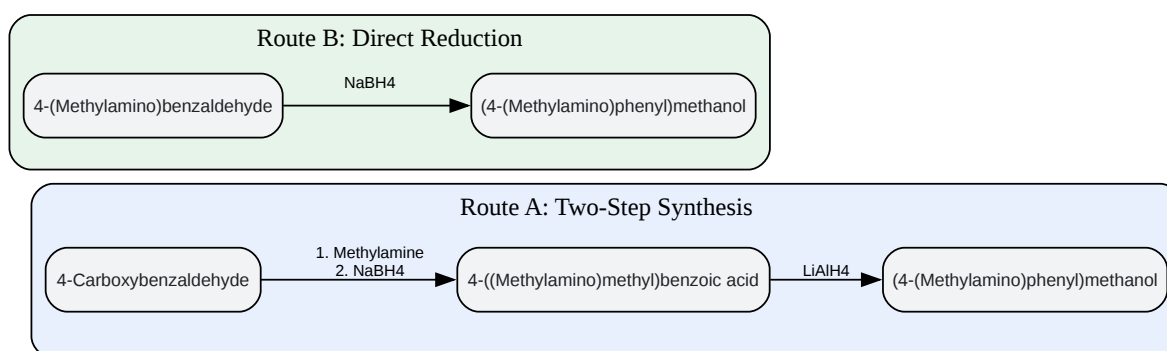 Route B: Direct Reduction
4-(Methylamino)benzaldehyde
NaBH4
(4-(Methylamino)phenyl)methanol
Route A: Two-Step Synthesis
4-Carboxybenzaldehyde
1. Methylamine
2. NaBH4
4-((Methylamino)methyl)benzoic acid
LiAlH4
(4-(Methylamino)phenyl)methanol